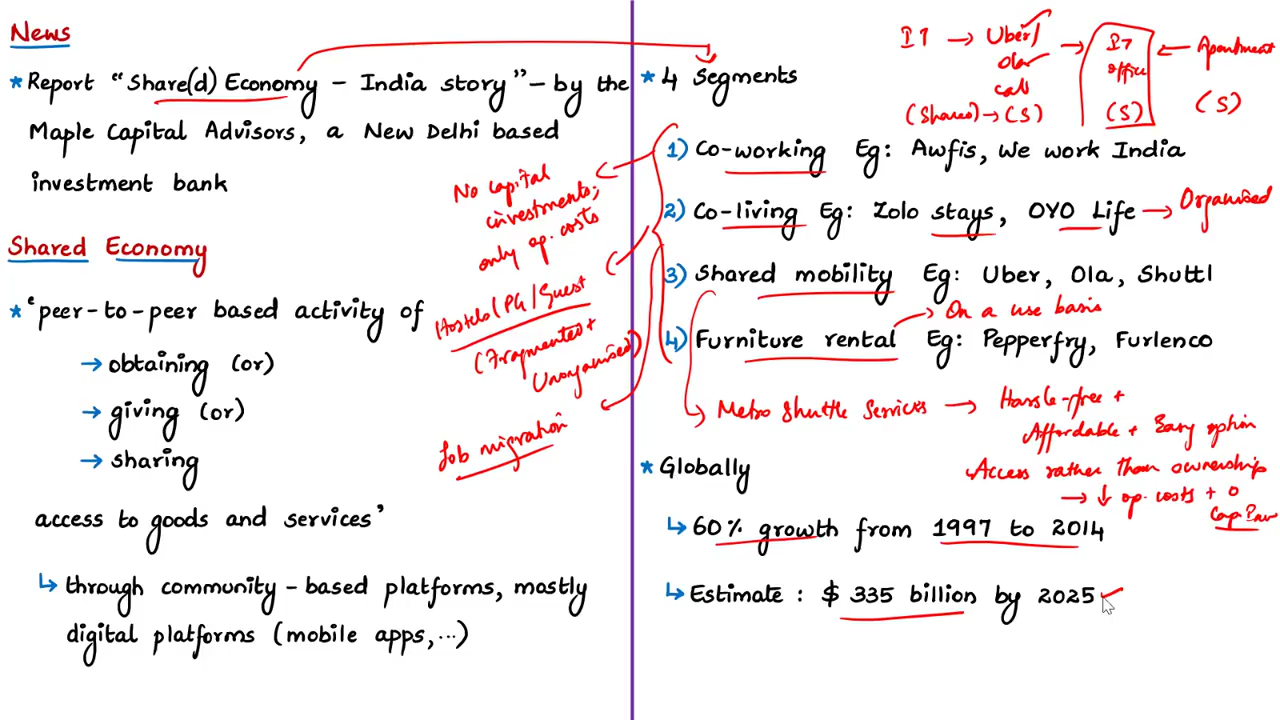 News
* Report "Share(d) Economy - India story" - by the
Maple Capital Advisors, a New Delhi based
investment bank
Shared Economy
* 'peer-to-peer based activity of
→ obtaining (or)
→ giving (or)
→ sharing
access to goods and services'
↳ through community-based platforms, mostly
digital platforms (mobile apps,...)
No capital
investments;
only op. costs
Hostels/PG/Guest
(Fragmented +
Unorganised)
Job migration
* 4 Segments
→ Uber/
Ola
cab
(Shared) → (S)
→
office
(S)
← Apartment
(S)
1) Co-working Eg: Awfis, We work India
2) Co-living Eg: Zolo stays, OYO Life → Organised
3) Shared mobility Eg: Uber, Ola, Shuttl
→ On a use basis
4) Furniture rental Eg: Pepperfry, Furlenco
→ Metro Shuttle Services → Hassle-free +
Affordable + Easy option
Access rather than ownership
→ ↓ op. costs + 0
* Globally
↳ 60% growth from 1997 to 2014
↳ Estimate : $ 335 billion by 2025